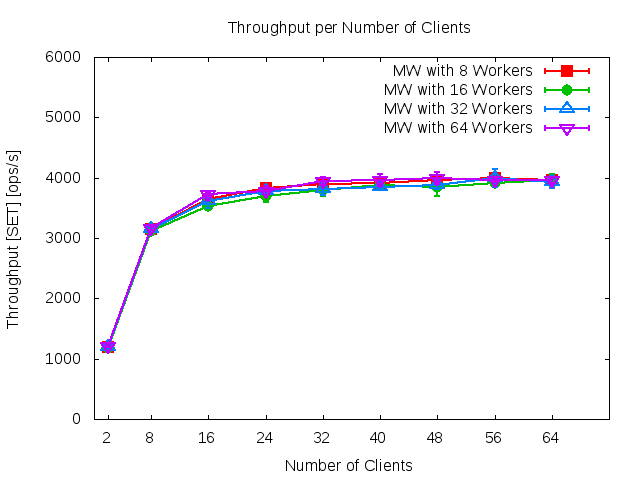 Throughput per Number of Clients
6000
5000
4000
3000
2000
1000
0
Throughput [SET] [ops/s]
MW with 8 Workers
MW with 16 Workers
MW with 32 Workers
MW with 64 Workers
2 8 16 24 32 40 48 56 64
Number of Clients